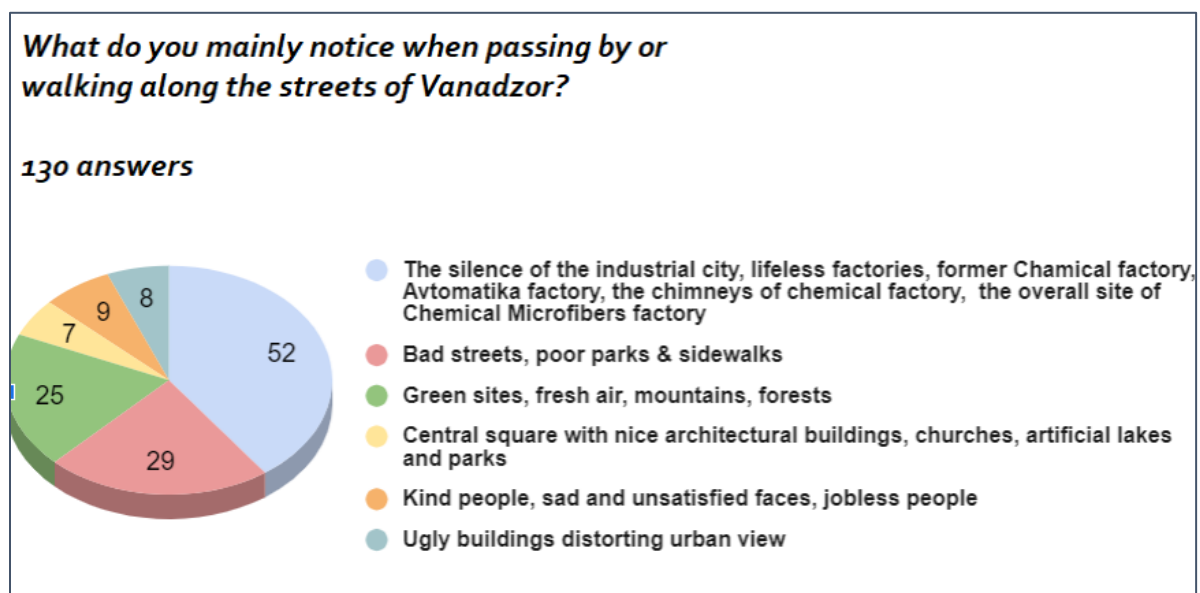 What do you mainly notice when passing by or
walking along the streets of Vanadzor?
130 answers
52
29
25
7
9
8
The silence of the industrial city, lifeless factories, former Chamical factory,
Avtomatika factory, the chimneys of chemical factory, the overall site of
Chemical Microfibers factory
Bad streets, poor parks & sidewalks
Green sites, fresh air, mountains, forests
Central square with nice architectural buildings, churches, artificial lakes
and parks
Kind people, sad and unsatisfied faces, jobless people
Ugly buildings distorting urban view